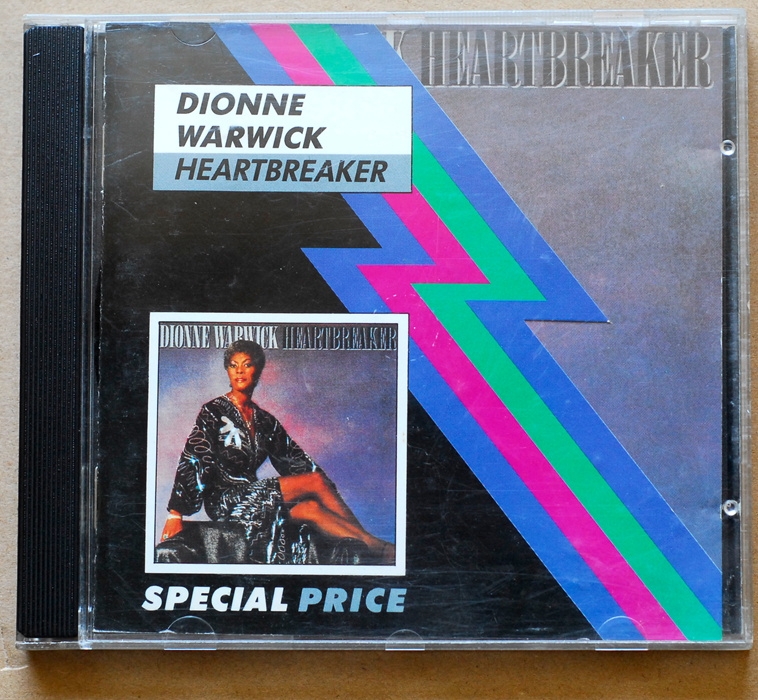 K HEARTBREAKER
DIONNE
WARWICK
HEARTBREAKER
DIONNE WARWICK HEARTBREAKER
SPECIAL PRICE